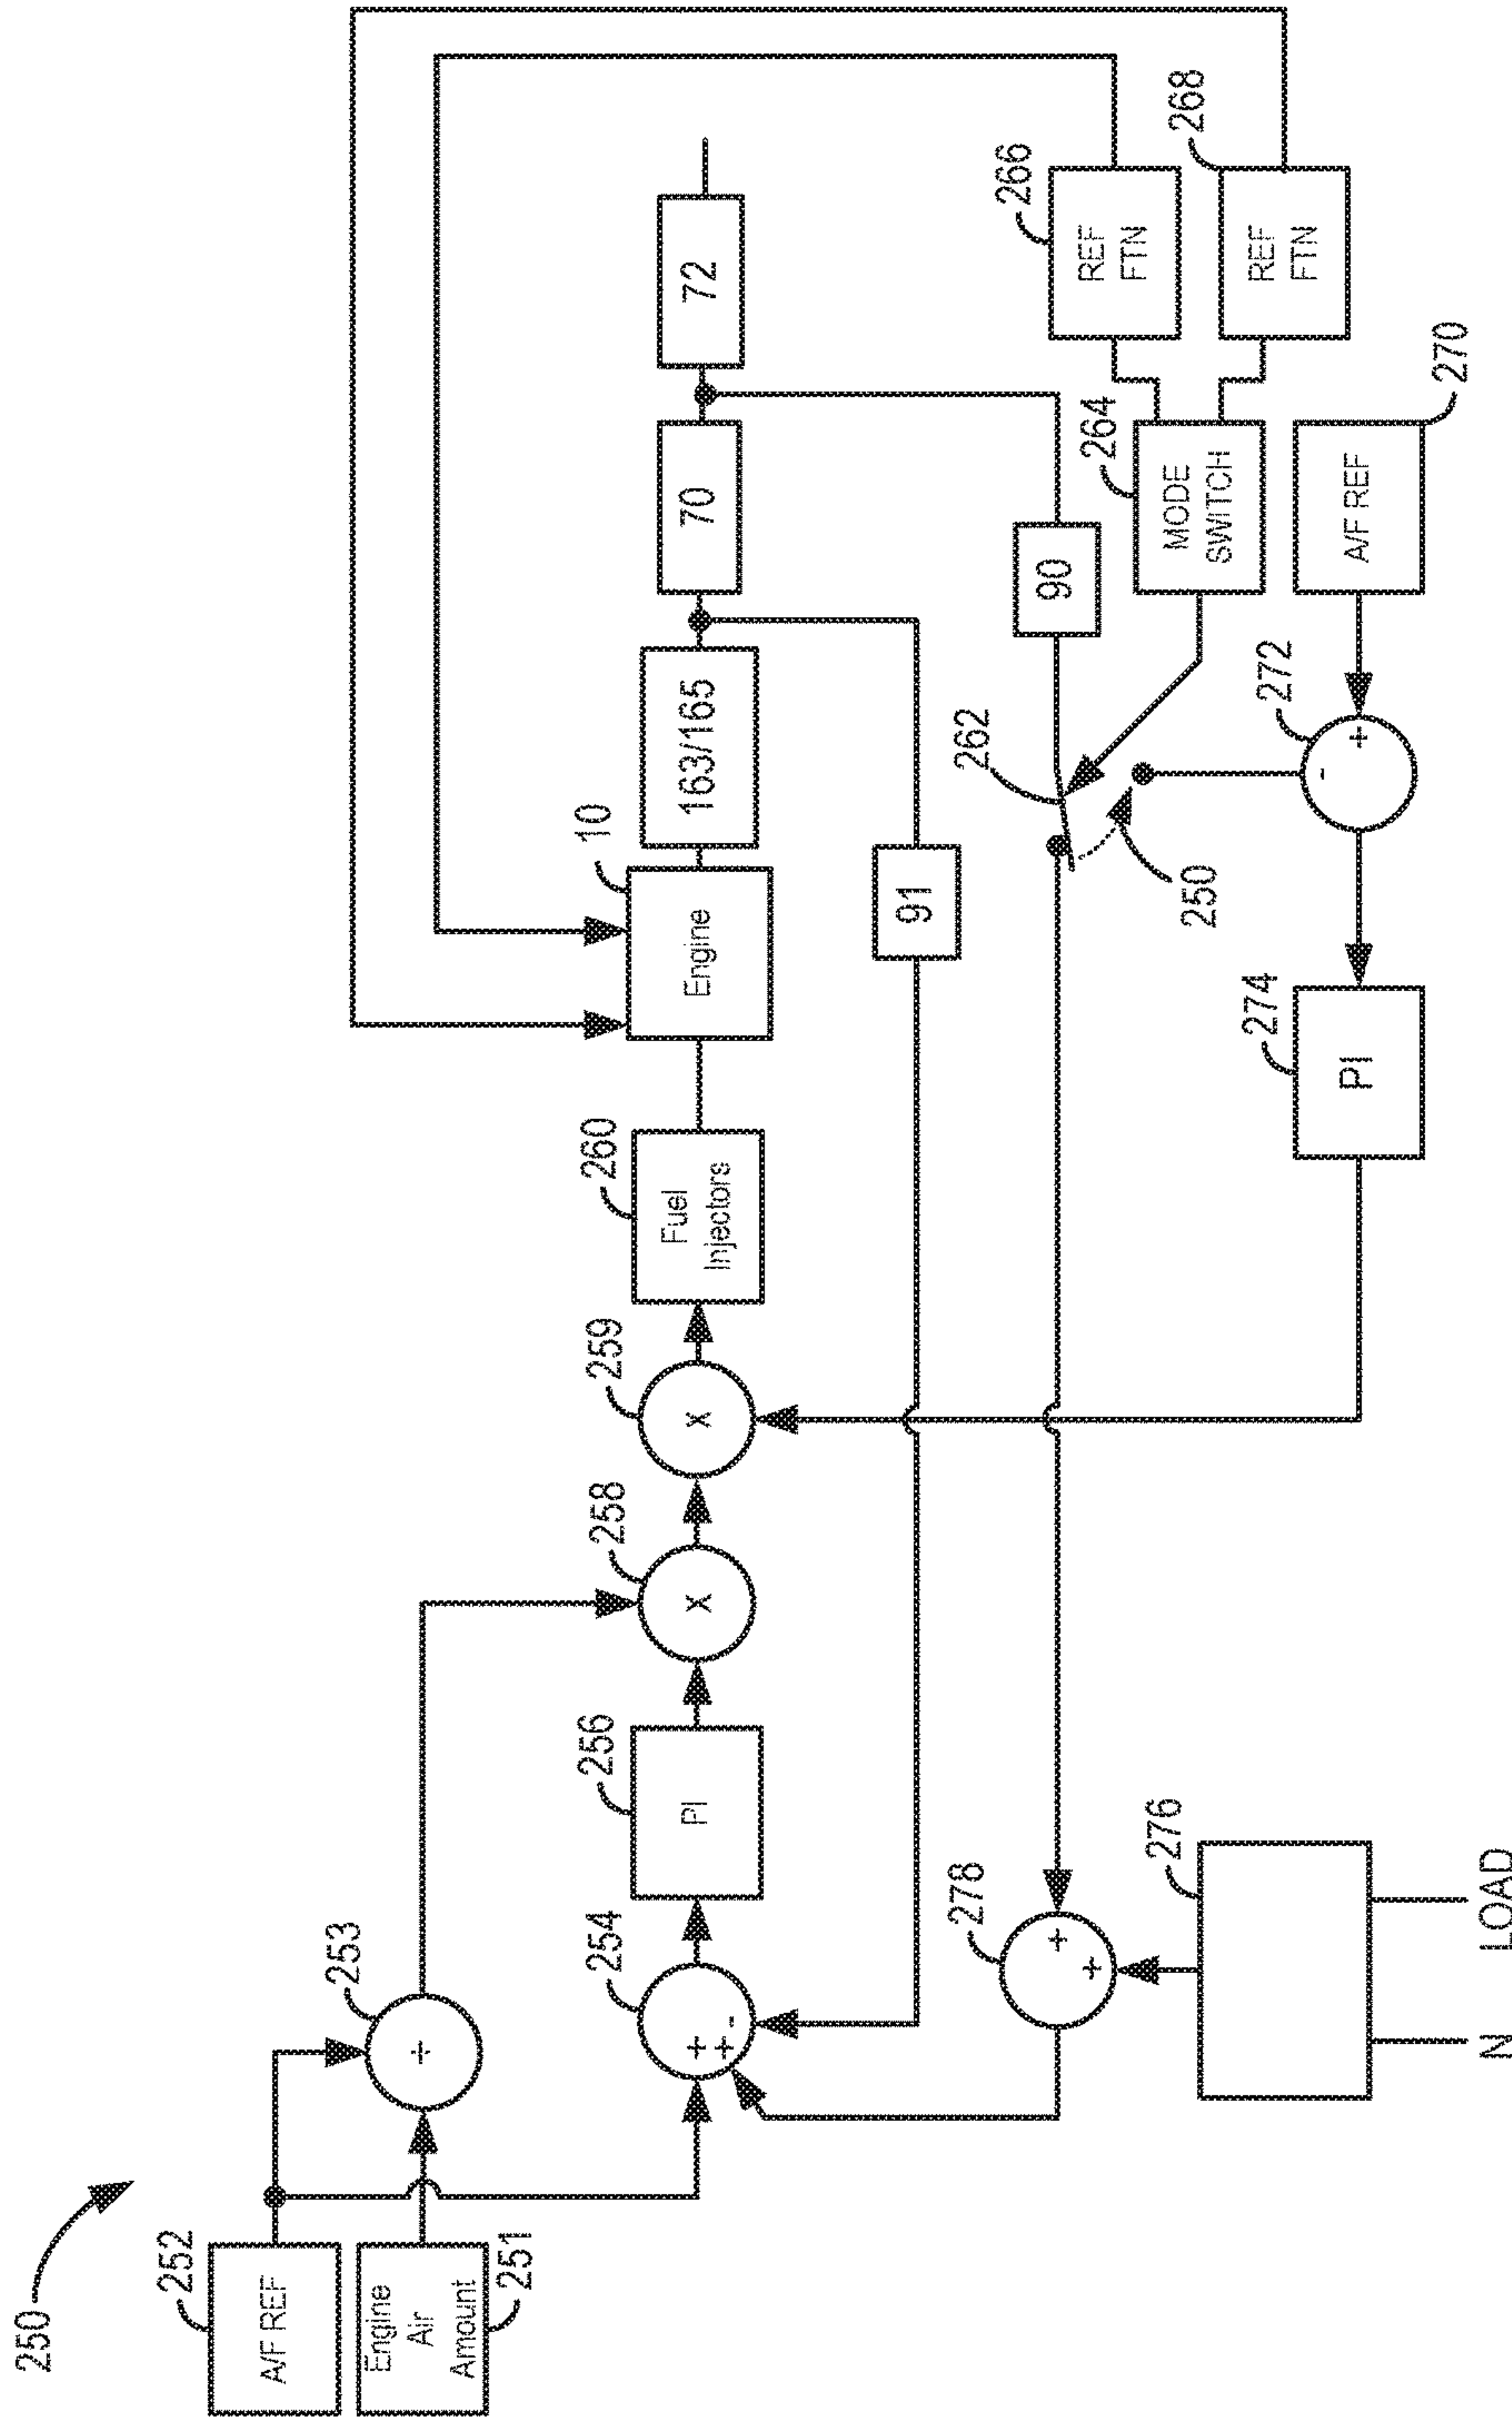 250
252
A/F REF
Engine
Air
Amount
251
253
÷
254
+
+
-
256
PI
258
X
259
X
260
Fuel
Injectors
10
Engine
163/165
70
72
91
90
262
250
264
MODE
SWITCH
266
REF
FTN
268
REF
FTN
270
A/F REF
272
+
-
274
PI
278
+
+
276
N
LOAD